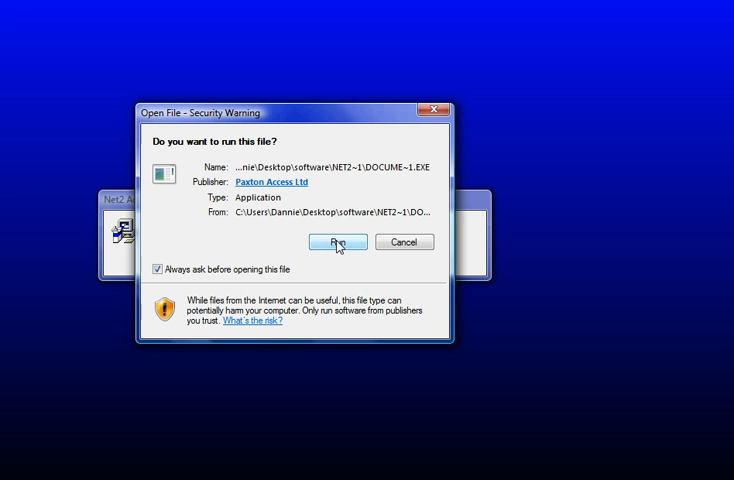 Open File - Security Warning
Do you want to run this file?
Name: ...nie\Desktop\software\NET2~1\DOCUME~1.EXE
Publisher: Paxton Access Ltd
Type: Application
From: C:\Users\Dannie\Desktop\software\NET2~1\DO...
Net2 A
Run Cancel
Always ask before opening this file
While files from the Internet can be useful, this file type can
potentially harm your computer. Only run software from publishers
you trust. What's the risk?